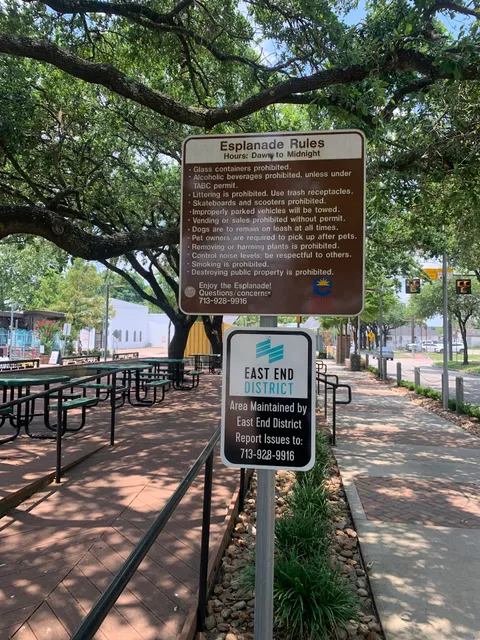 Esplanade Rules
Hours: Dawn to Midnight
· Glass containers prohibited.
· Alcoholic beverages prohibited, unless under
TABC permit.
· Littering is prohibited. Use trash receptacles.
· Skateboards and scooters prohibited.
· Improperly parked vehicles will be towed.
· Vending or sales prohibited without permit.
· Dogs are to remain on leash at all times.
· Pet owners are required to pick up after pets.
· Removing or harming plants is prohibited.
· Control noise levels; be respectful to others.
· Smoking is prohibited.
· Destroying public property is prohibited.
Enjoy the Esplanade!
Questions/concerns
713-928-9916
EAST END
DISTRICT
Area Maintained by
East End District
Report Issues to:
713-928-9916